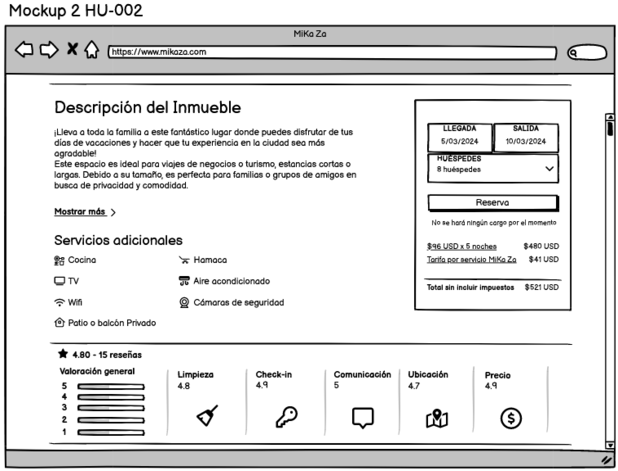 Mockup 2 HU-002
MiKa Za
https://www.mikaza.com
Descripción del Inmueble
¡Lleva a toda la familia a este fantástico lugar donde puedes disfrutar de tus
días de vacaciones y hacer que tu experiencia en la ciudad sea más
agradable!
Este espacio es ideal para viajes de negocios o turismo, estancias cortas o
largas. Debido a su tamaño, es perfecta para familias o grupos de amigos en
busca de privacidad y comodidad.
Mostrar más
Servicios adicionales
Cocina
Hamaca
TV
Aire acondicionado
Wifi
Cámaras de seguridad
Patio o balcón Privado
LLEGADA
SALIDA
5/03/2024
10/03/2024
HUÉSPEDES
8 huéspedes
Reserva
No se hará ningún cargo por el momento
$96 USD x 5 noches $480 USD
Tarifa por servicio MiKa Za $41 USD
Total sin incluir impuestos $521 USD
4.80 - 15 reseñas
Valoración general
5
4
3
2
1
Limpieza
4.8
Check-in
4.9
Comunicación
5
Ubicación
4.7
Precio
4.9